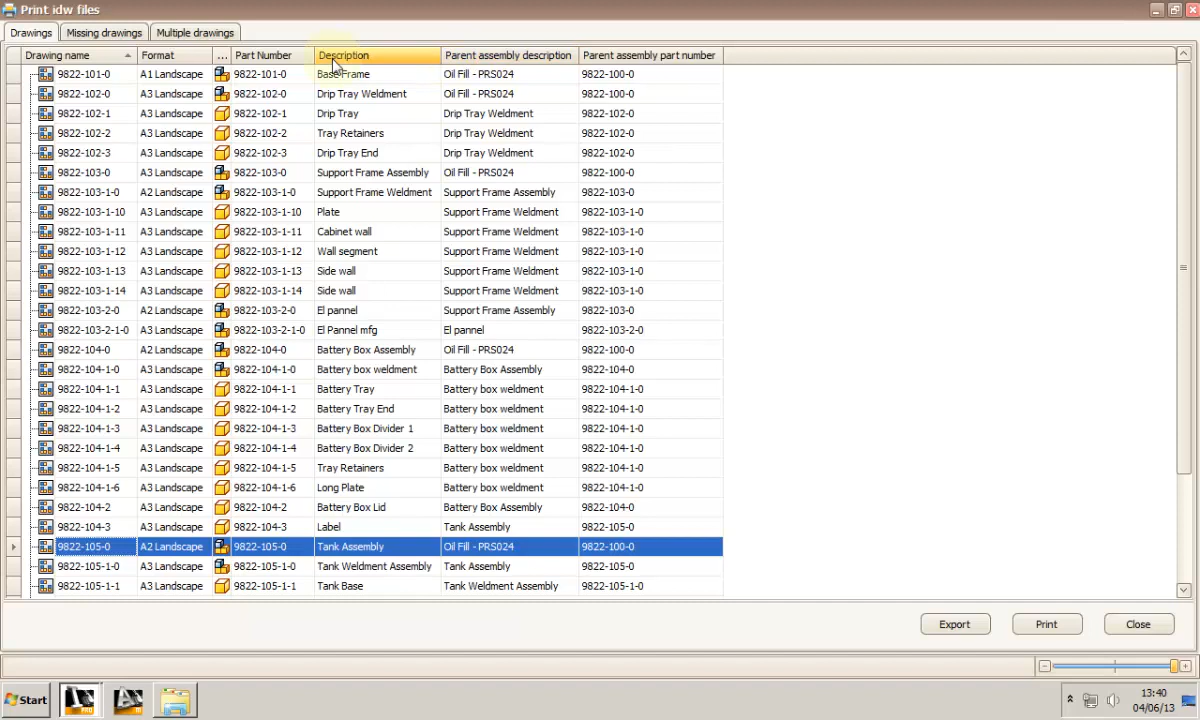 Print idw files
Drawings Missing drawings Multiple drawings
Drawing name Format ... Part Number Description Parent assembly description Parent assembly part number
9822-101-0 A1 Landscape 9822-101-0 Base Frame Oil Fill - PRS024 9822-100-0
9822-102-0 A3 Landscape 9822-102-0 Drip Tray Weldment Oil Fill - PRS024 9822-100-0
9822-102-1 A3 Landscape 9822-102-1 Drip Tray Drip Tray Weldment 9822-102-0
9822-102-2 A3 Landscape 9822-102-2 Tray Retainers Drip Tray Weldment 9822-102-0
9822-102-3 A3 Landscape 9822-102-3 Drip Tray End Drip Tray Weldment 9822-102-0
9822-103-0 A3 Landscape 9822-103-0 Support Frame Assembly Oil Fill - PRS024 9822-100-0
9822-103-1-0 A2 Landscape 9822-103-1-0 Support Frame Weldment Support Frame Assembly 9822-103-0
9822-103-1-10 A3 Landscape 9822-103-1-10 Plate Support Frame Weldment 9822-103-1-0
9822-103-1-11 A3 Landscape 9822-103-1-11 Cabinet wall Support Frame Weldment 9822-103-1-0
9822-103-1-12 A3 Landscape 9822-103-1-12 Wall segment Support Frame Weldment 9822-103-1-0
9822-103-1-13 A3 Landscape 9822-103-1-13 Side wall Support Frame Weldment 9822-103-1-0
9822-103-1-14 A3 Landscape 9822-103-1-14 Side wall Support Frame Weldment 9822-103-1-0
9822-103-2-0 A2 Landscape 9822-103-2-0 El pannel Support Frame Assembly 9822-103-0
9822-103-2-1-0 A3 Landscape 9822-103-2-1-0 El Pannel mfg El pannel 9822-103-2-0
9822-104-0 A2 Landscape 9822-104-0 Battery Box Assembly Oil Fill - PRS024 9822-100-0
9822-104-1-0 A3 Landscape 9822-104-1-0 Battery box weldment Battery Box Assembly 9822-104-0
9822-104-1-1 A3 Landscape 9822-104-1-1 Battery Tray Battery box weldment 9822-104-1-0
9822-104-1-2 A3 Landscape 9822-104-1-2 Battery Tray End Battery box weldment 9822-104-1-0
9822-104-1-3 A3 Landscape 9822-104-1-3 Battery Box Divider 1 Battery box weldment 9822-104-1-0
9822-104-1-4 A3 Landscape 9822-104-1-4 Battery Box Divider 2 Battery box weldment 9822-104-1-0
9822-104-1-5 A3 Landscape 9822-104-1-5 Tray Retainers Battery box weldment 9822-104-1-0
9822-104-1-6 A3 Landscape 9822-104-1-6 Long Plate Battery box weldment 9822-104-1-0
9822-104-2 A3 Landscape 9822-104-2 Battery Box Lid Battery Box Assembly 9822-104-0
9822-104-3 A3 Landscape 9822-104-3 Label Tank Assembly 9822-105-0
9822-105-0 A2 Landscape 9822-105-0 Tank Assembly Oil Fill - PRS024 9822-100-0
9822-105-1-0 A3 Landscape 9822-105-1-0 Tank Weldment Assembly Tank Assembly 9822-105-0
9822-105-1-1 A3 Landscape 9822-105-1-1 Tank Base Tank Weldment Assembly 9822-105-1-0
Export Print Close
Start
13:40
04/06/13